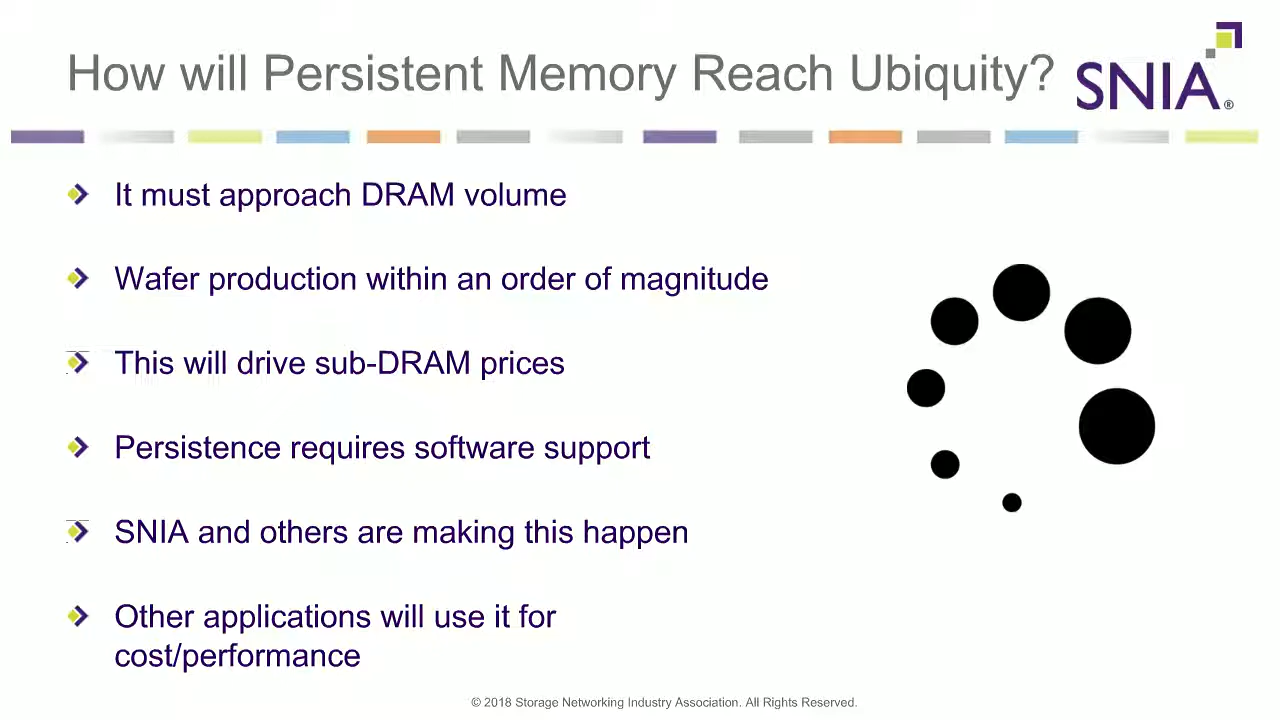 How will Persistent Memory Reach Ubiquity?
SNIA®
It must approach DRAM volume
Wafer production within an order of magnitude
This will drive sub-DRAM prices
Persistence requires software support
SNIA and others are making this happen
Other applications will use it for
cost/performance
© 2018 Storage Networking Industry Association. All Rights Reserved.